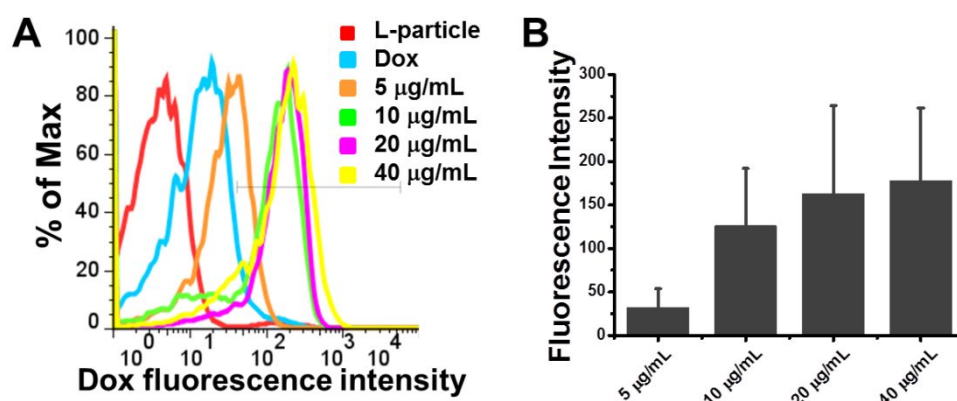 A
100
80
60
40
20
0
% of Max
10 0 10 1 10 2 10 3 10 4
Dox fluorescence intensity
L-particle
Dox
5 μg/mL
10 μg/mL
20 μg/mL
40 μg/mL
B
Fluorescence Intensity
300
250
200
150
100
50
0
5 μg/mL
10 μg/mL
20 μg/mL
40 μg/mL